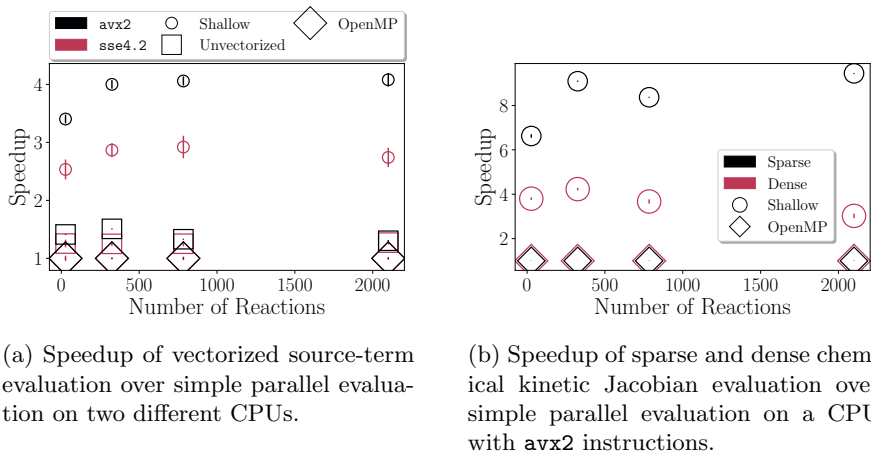 avx2
sse4.2
Shallow
Unvectorized
OpenMP
4
3
2
1
Speedup
0 500 1000 1500 2000
Number of Reactions
8
6
4
2
Speedup
Sparse
Dense
Shallow
OpenMP
0 500 1000 1500 2000
Number of Reactions
(a) Speedup of vectorized source-term
evaluation over simple parallel evalua-
tion on two different CPUs.
(b) Speedup of sparse and dense chem-
ical kinetic Jacobian evaluation over
simple parallel evaluation on a CPU
with avx2 instructions.